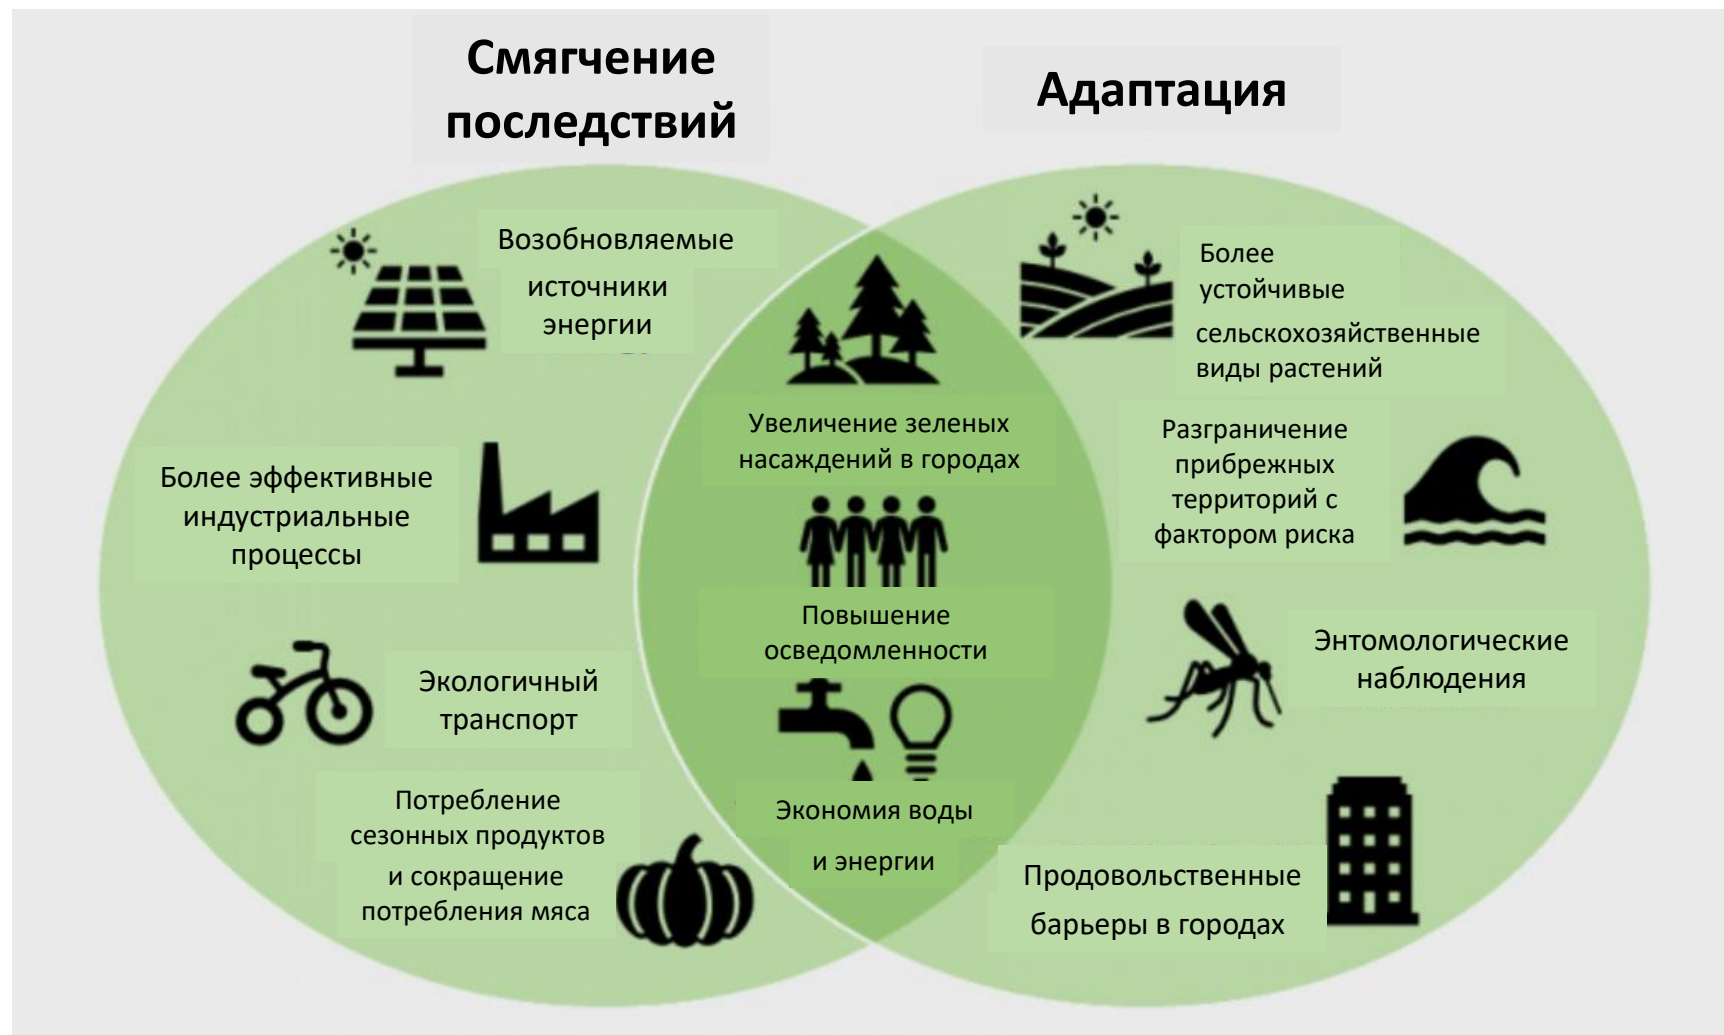 Смягчение
последствий
Адаптация
Возобновляемые
источники
энергии
Более эффективные
индустриальные
процессы
Экологичный
транспорт
Потребление
сезонных продуктов
и сокращение
потребления мяса
Увеличение зеленых
насаждений в городах
Повышение
осведомленности
Экономия воды
и энергии
Более
устойчивые
сельскохозяйственные
виды растений
Разграничение
прибрежных
территорий с
фактором риска
Энтомологические
наблюдения
Продовольственные
барьеры в городах